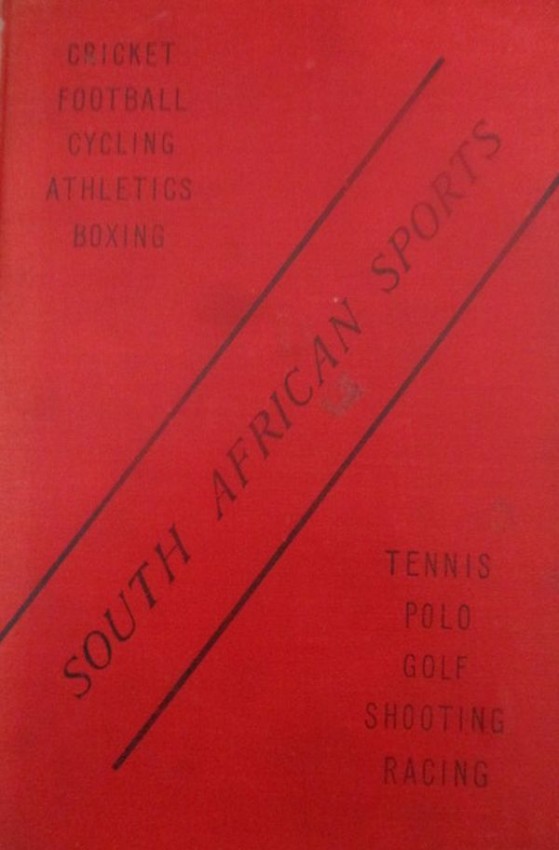 CRICKET
FOOTBALL
CYCLING
ATHLETICS
BOXING
SOUTH AFRICAN SPORTS
TENNIS
POLO
GOLF
SHOOTING
RACING